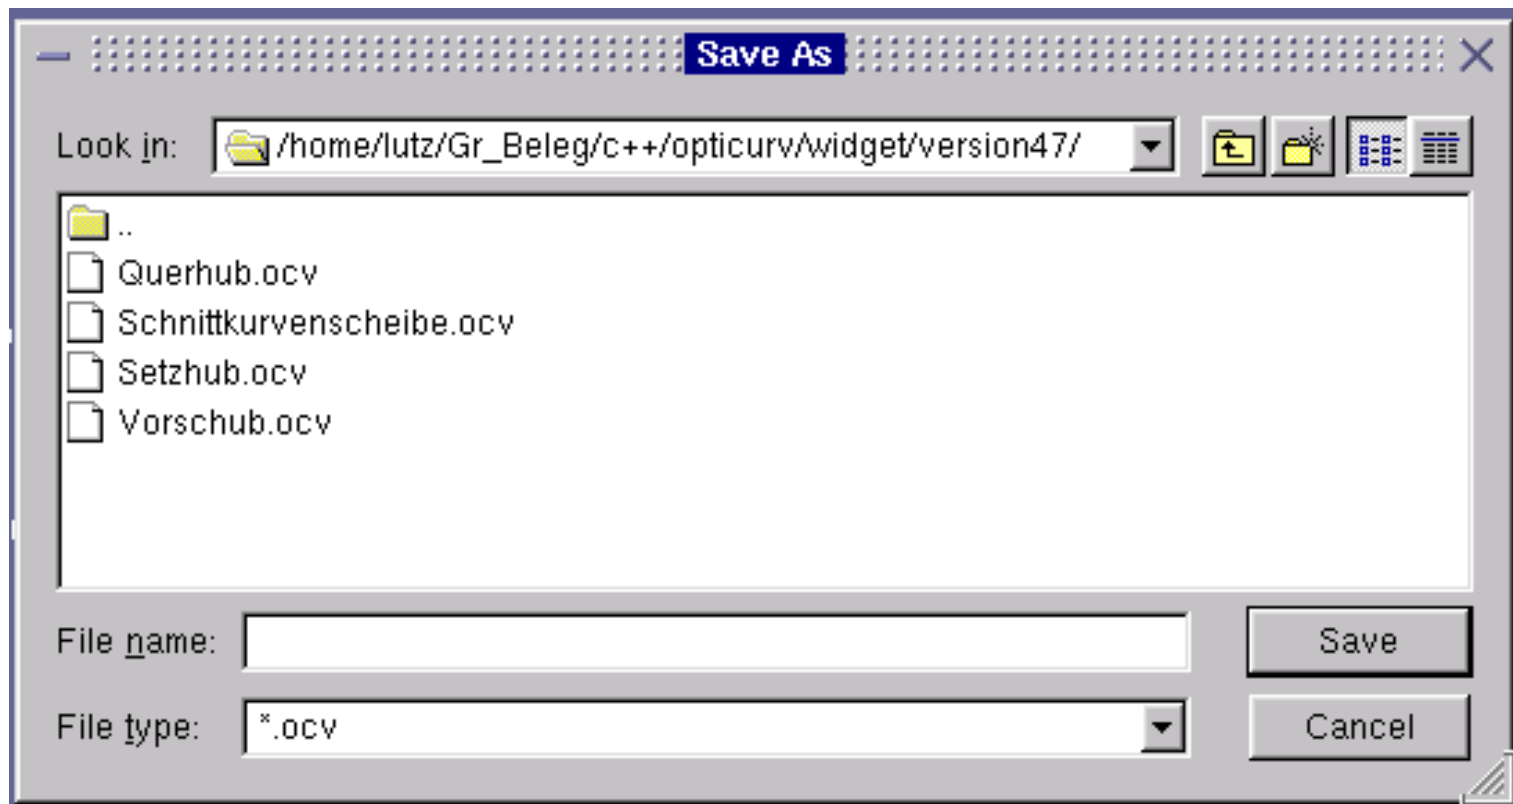 Save As
Look in: /home/lutz/Gr_Beleg/c++/opticurv/widget/version47/
..
Querhub.ocv
Schnittkurvenscheibe.ocv
Setzhub.ocv
Vorschub.ocv
File name: Save
File type: *.ocv Cancel